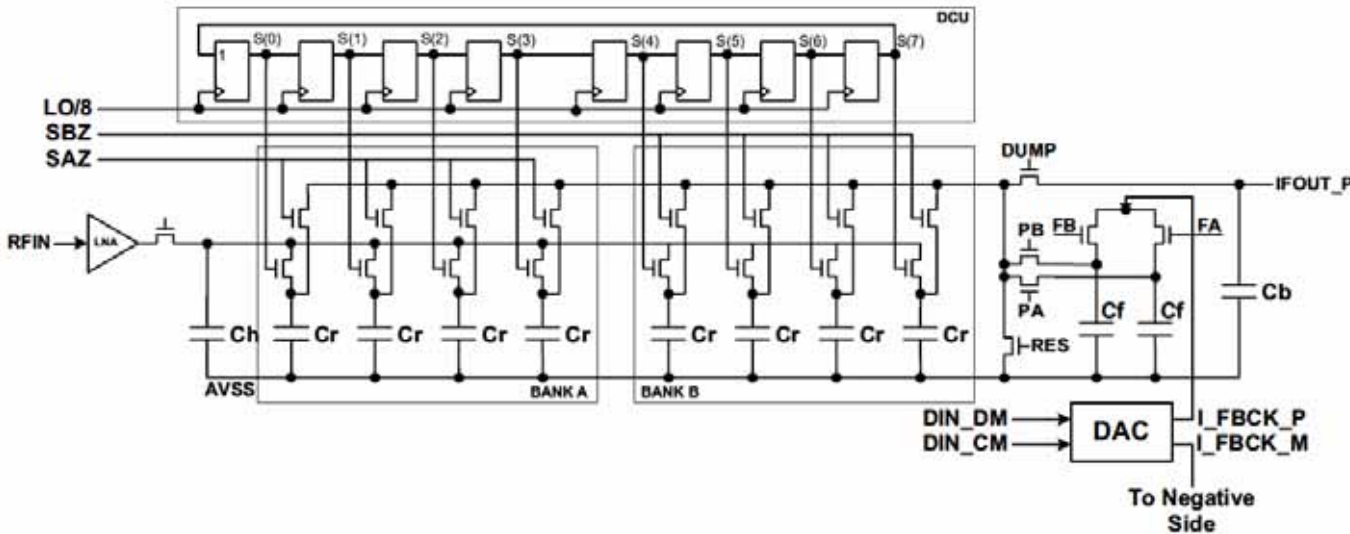 DCU
S(0) S(1) S(2) S(3) S(4) S(5) S(6) S(7)
1
LO/8
SBZ
SAZ
DUMP
IFOUT_P
RFIN LNA
FB FA
PB
PA
Ch Cr Cr Cr Cr Cr Cr Cr Cr Cf Cf Cb
RES
AVSS BANK A BANK B
DIN_DM DAC I_FBCK_P
DIN_CM I_FBCK_M
To Negative
Side